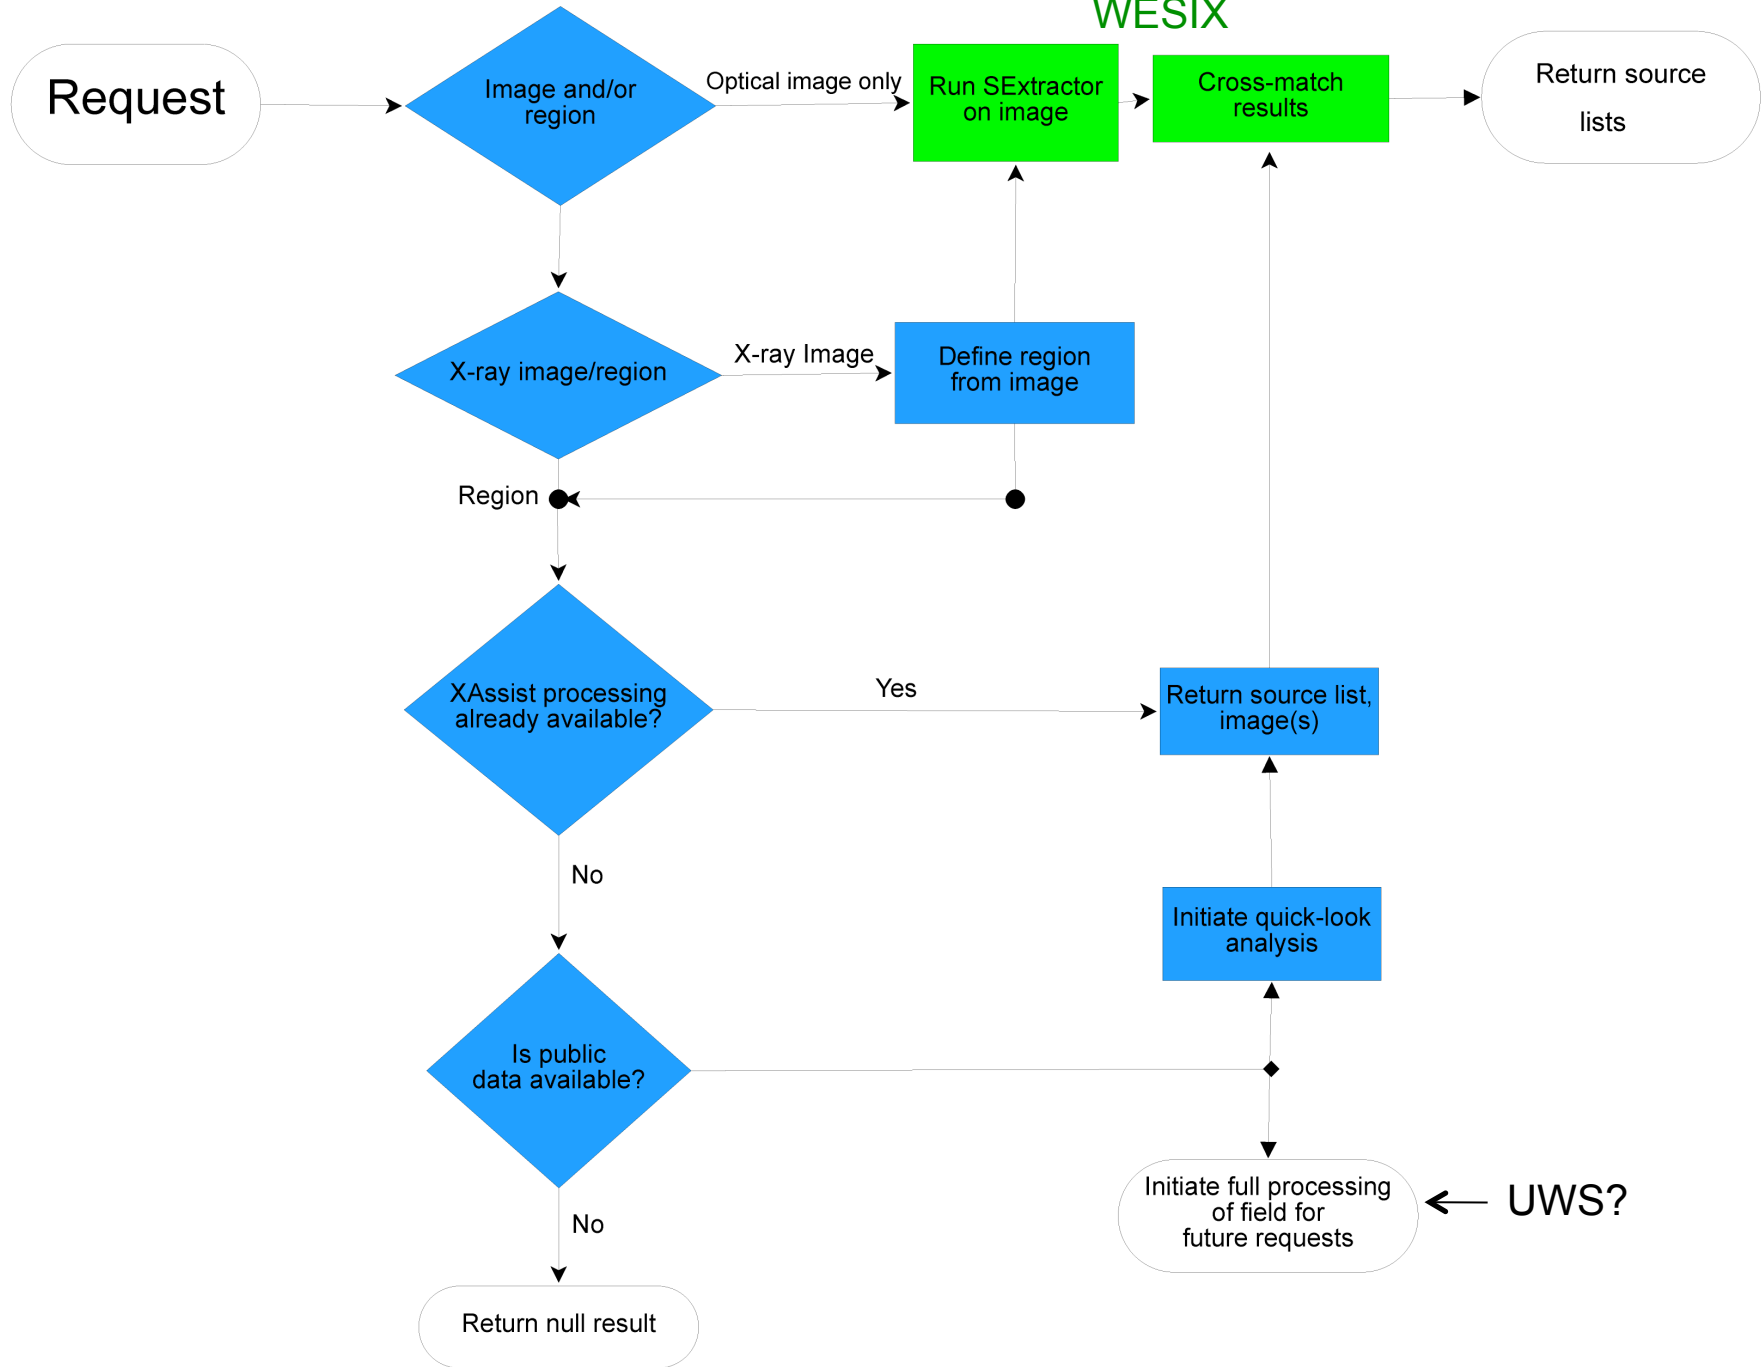 WESIX
Request
Image and/or
region
Optical image only
Run SExtractor
on image
Cross-match
results
Return source
lists
X-ray image/region
X-ray Image
Define region
from image
Region
XAssist processing
already available?
Yes
Return source list,
image(s)
No
Initiate quick-look
analysis
Is public
data available?
Initiate full processing
of field for
future requests
UWS?
No
Return null result